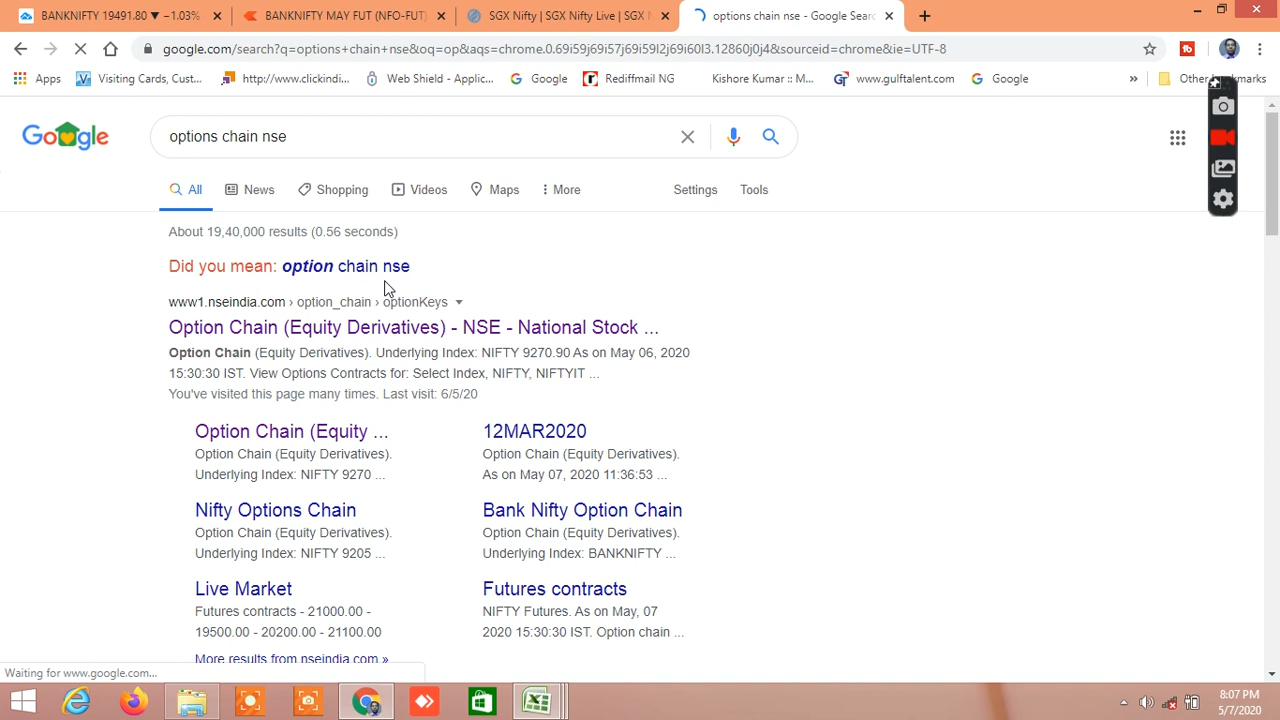 BANKNIFTY 19491.80 ▼ -1.03%
BANKNIFTY MAY FUT (NFO-FUT)
SGX Nifty | SGX Nifty Live | SGX N
options chain nse - Google Sear
google.com/search?q=options+chain+nse&oq=op&aqs=chrome.0.69i59j69i57j69i59l2j69i60l3.12860j0j4&sourceid=chrome&ie=UTF-8
Apps
Visiting Cards, Cust...
http://www.clickindi...
Web Shield - Applic...
Google
Rediffmail NG
Kishore Kumar :: M...
www.gulftalent.com
Google
»
Other bookmarks
Google
options chain nse
All
News
Shopping
Videos
Maps
More
Settings
Tools
About 19,40,000 results (0.56 seconds)
Did you mean: option chain nse
www1.nseindia.com › option_chain › optionKeys
Option Chain (Equity Derivatives) - NSE - National Stock ...
Option Chain (Equity Derivatives). Underlying Index: NIFTY 9270.90 As on May 06, 2020
15:30:30 IST. View Options Contracts for: Select Index, NIFTY, NIFTYIT ...
You've visited this page many times. Last visit: 6/5/20
Option Chain (Equity ...
Option Chain (Equity Derivatives).
Underlying Index: NIFTY 9270 ...
12MAR2020
Option Chain (Equity Derivatives).
As on May 07, 2020 11:36:53 ...
Nifty Options Chain
Option Chain (Equity Derivatives).
Underlying Index: NIFTY 9205 ...
Bank Nifty Option Chain
Option Chain (Equity Derivatives).
Underlying Index: BANKNIFTY ...
Live Market
Futures contracts - 21000.00 -
19500.00 - 20200.00 - 21100.00
Futures contracts
NIFTY Futures. As on May, 07
2020 15:30:30 IST. Option chain ...
More results from nseindia.com »
Waiting for www.google.com...
8:07 PM
5/7/2020